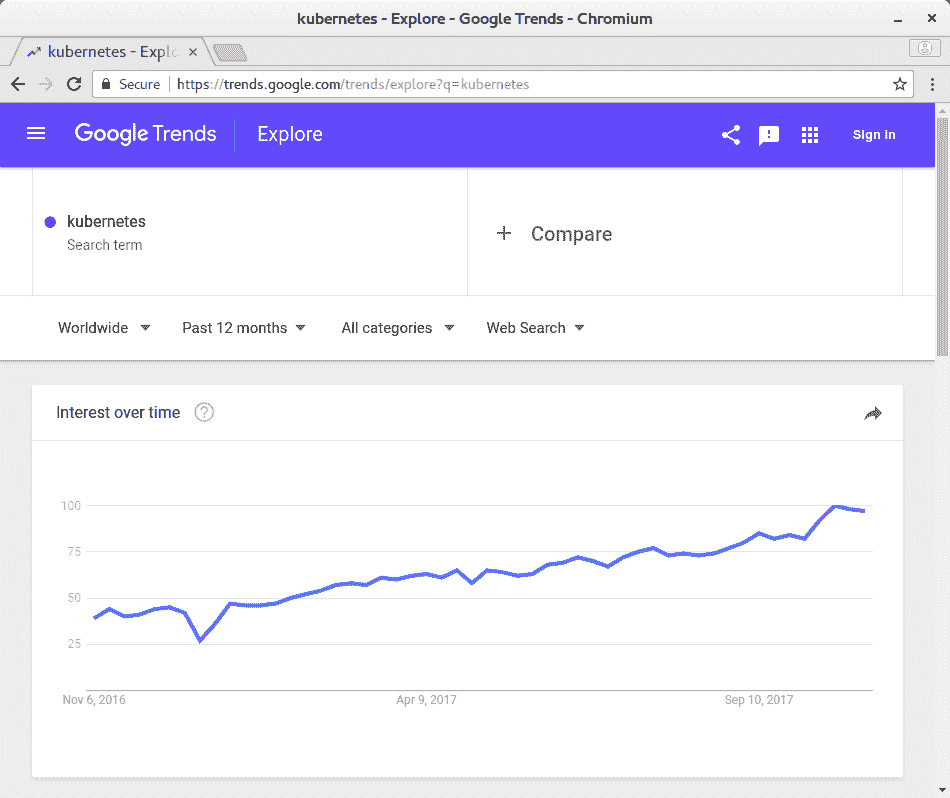 kubernetes - Explore - Google Trends - Chromium
kubernetes - Explo
Secure https://trends.google.com/trends/explore?q=kubernetes
Google Trends Explore Sign in
kubernetes
Search term
+ Compare
Worldwide Past 12 months All categories Web Search
Interest over time ?
100
75
50
25
Nov 6, 2016 Apr 9, 2017 Sep 10, 2017